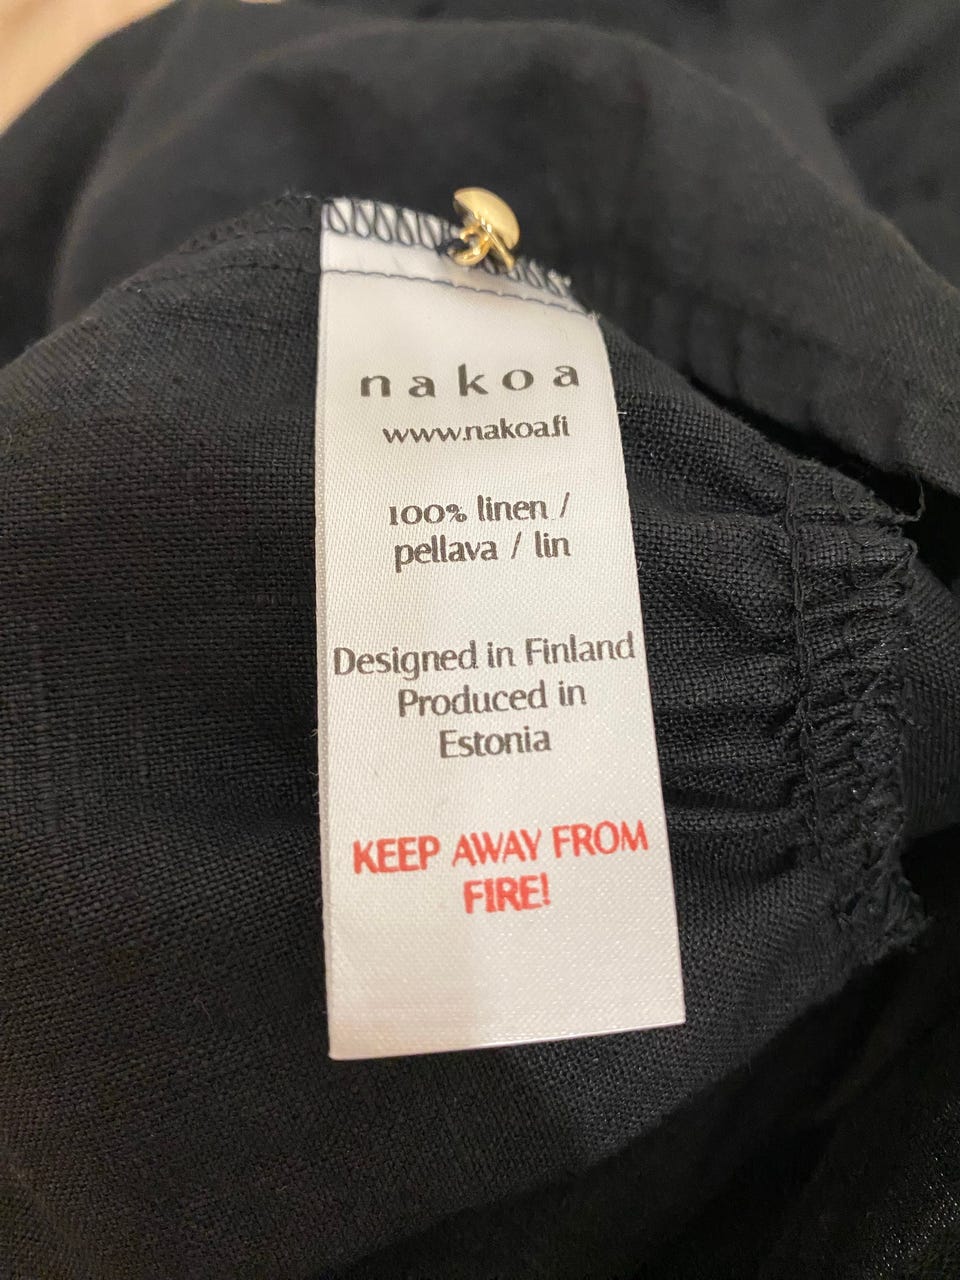 nakoa
www.nakoa.fi
100% linen /
pellava / lin
Designed in Finland
Produced in
Estonia
KEEP AWAY FROM
FIRE!